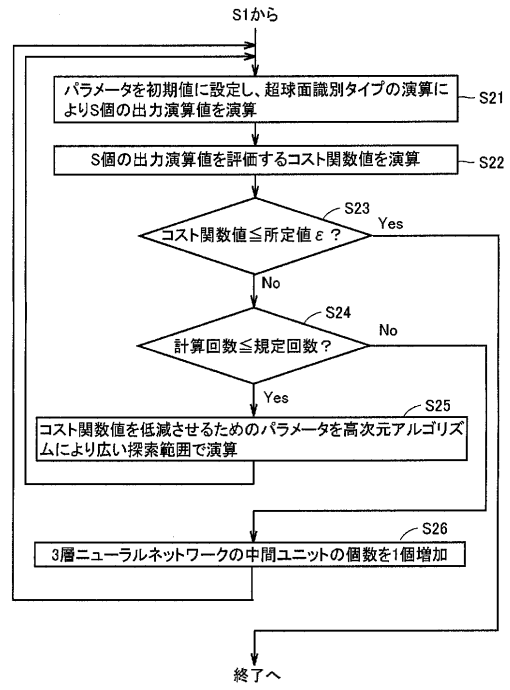 S1から
パラメータを初期値に設定し、超球面識別タイプの演算に
よりS個の出力演算値を演算
S21
S個の出力演算値を評価するコスト関数値を演算
S22
S23
コスト関数値≦所定値ε?
Yes
No
S24
計算回数≦規定回数?
No
Yes
S25
コスト関数値を低減させるためのパラメータを高次元アルゴリズ
ムにより広い探索範囲で演算
S26
3層ニューラルネットワークの中間ユニットの個数を1個増加
終了へ